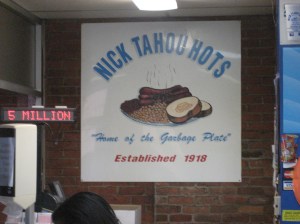 NICK TAHOU HOTS
5 MILLION
"Home of the Garbage Plate"
Established 1918